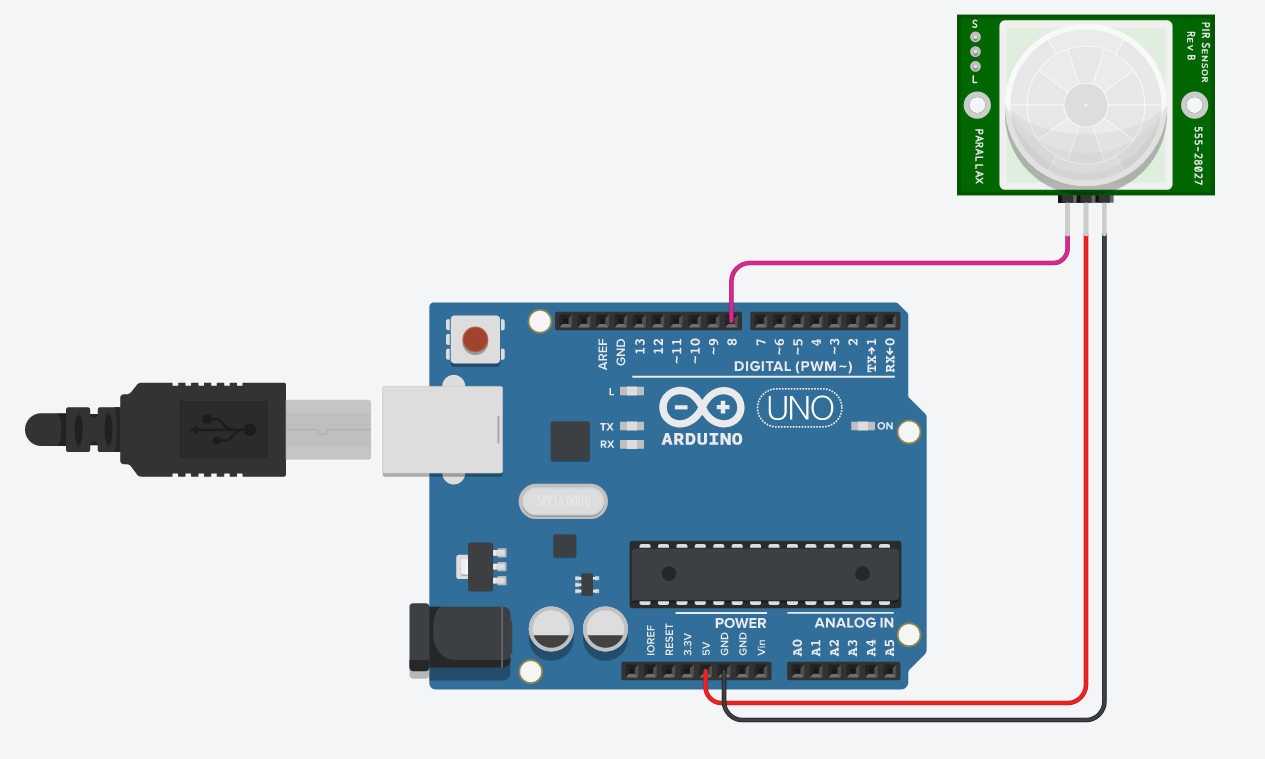 S
L
PARALLAX
PIR SENSOR
REV B
555-28027
AREF
GND
13
12
~11
~10
~9
8
7
~6
~5
4
~3
2
TX→1
RX←0
DIGITAL (PWM~)
L
TX
RX
UNO
ARDUINO
ON
POWER
ANALOG IN
IOREF
RESET
3.3V
5V
GND
GND
Vin
A0
A1
A2
A3
A4
A5